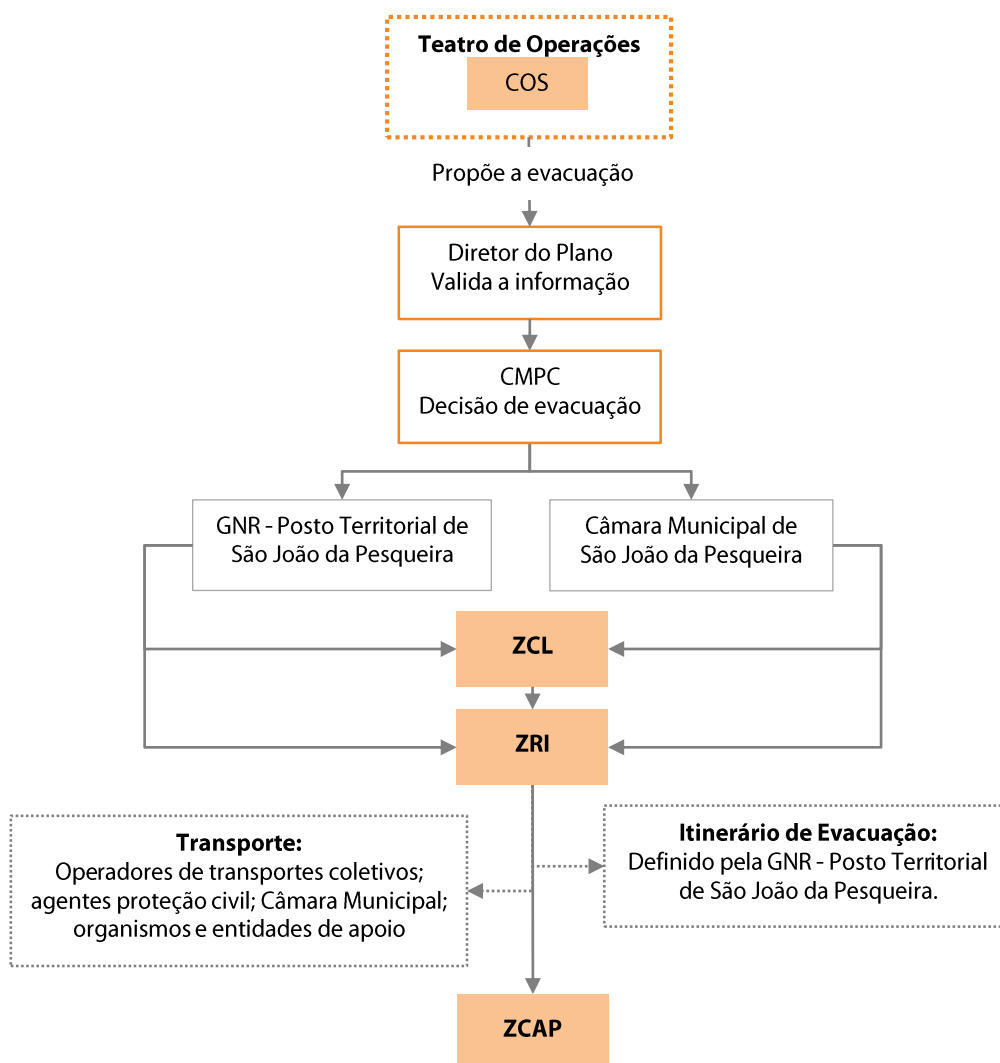 Teatro de Operações
COS
Propõe a evacuação
Diretor do Plano
Valida a informação
CMPC
Decisão de evacuação
GNR - Posto Territorial de
São João da Pesqueira
Câmara Municipal de
São João da Pesqueira
ZCL
ZRI
Transporte:
Operadores de transportes coletivos;
agentes proteção civil; Câmara Municipal;
organismos e entidades de apoio
Itinerário de Evacuação:
Definido pela GNR - Posto Territorial
de São João da Pesqueira.
ZCAP